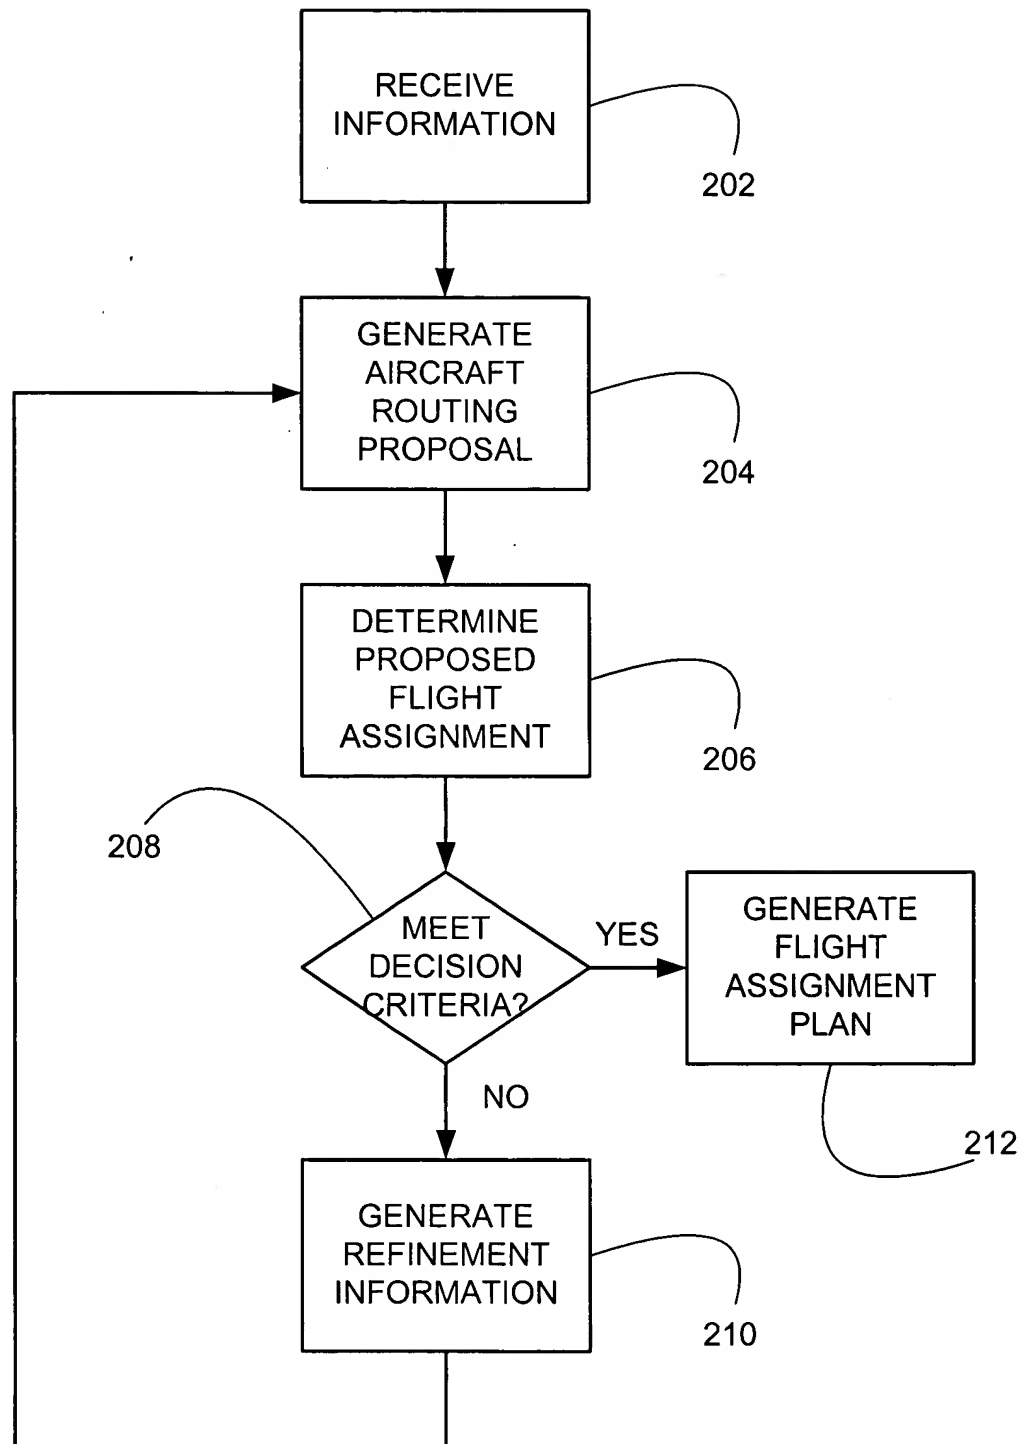 RECEIVE
INFORMATION
202
GENERATE
AIRCRAFT
ROUTING
PROPOSAL
204
DETERMINE
PROPOSED
FLIGHT
ASSIGNMENT
206
208
MEET
DECISION
CRITERIA?
YES
GENERATE
FLIGHT
ASSIGNMENT
PLAN
NO
212
GENERATE
REFINEMENT
INFORMATION
210